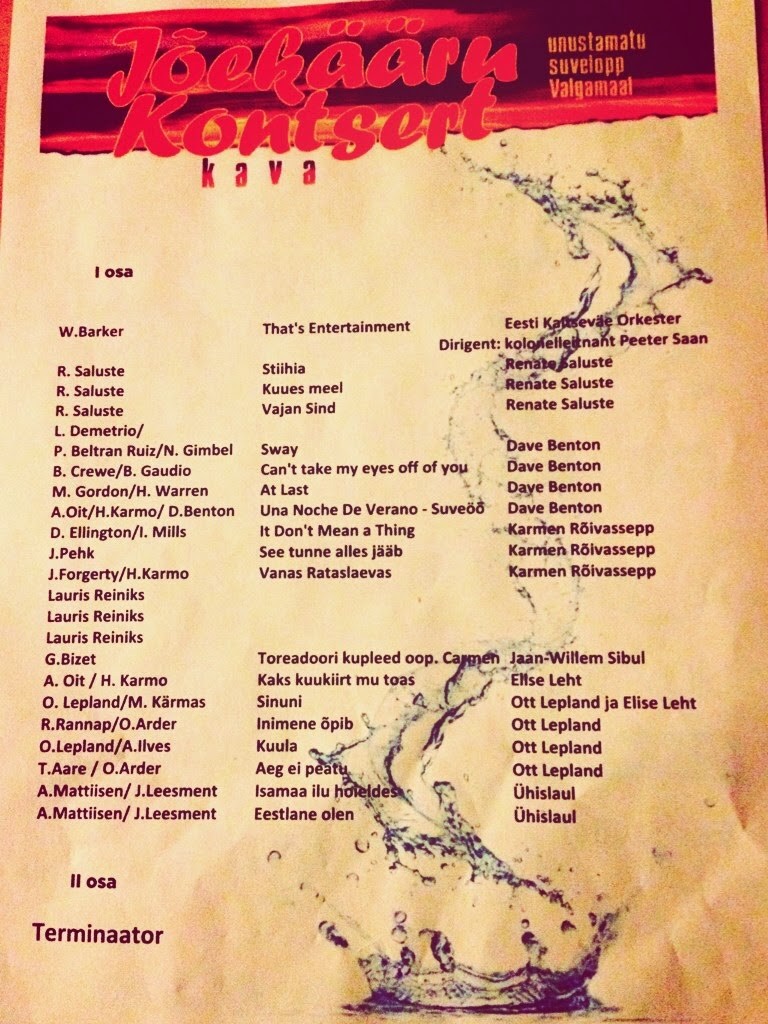 Jõekääru
Kontsert
kava
unustamatu
suvelopp
Valgamaal
I osa
W.Barker That's Entertainment Eesti Kaitseväe Orkester
Dirigent: kolonelleitnant Peeter Saan
R. Saluste Stiihia Renate Saluste
R. Saluste Kuues meel Renate Saluste
R. Saluste Vajan Sind Renate Saluste
L. Demetrio/
P. Beltran Ruiz/N. Gimbel Sway Dave Benton
B. Crewe/B. Gaudio Can't take my eyes off of you Dave Benton
M. Gordon/H. Warren At Last Dave Benton
A.Oit/H.Karmo/ D.Benton Una Noche De Verano - Suveöö Dave Benton
D. Ellington/I. Mills It Don't Mean a Thing Karmen Rõivassepp
J.Pehk See tunne alles jääb Karmen Rõivassepp
J.Forgerty/H.Karmo Vanas Rataslaevas Karmen Rõivassepp
Lauris Reiniks
Lauris Reiniks
Lauris Reiniks
G.Bizet Toreadoori kupleed oop. Carmen Jaan-Willem Sibul
A. Oit / H. Karmo Kaks kuukiirt mu toas Elise Leht
O. Lepland/M. Kärmas Sinuni Ott Lepland ja Elise Leht
R.Rannap/O.Arder Inimene õpib Ott Lepland
O.Lepland/A.Ilves Kuula Ott Lepland
T.Aare / O.Arder Aeg ei peatu Ott Lepland
A.Mattiisen/ J.Leesment Isamaa ilu hoieldes Ühislaul
A.Mattiisen/ J.Leesment Eestlane olen Ühislaul
II osa
Terminaator